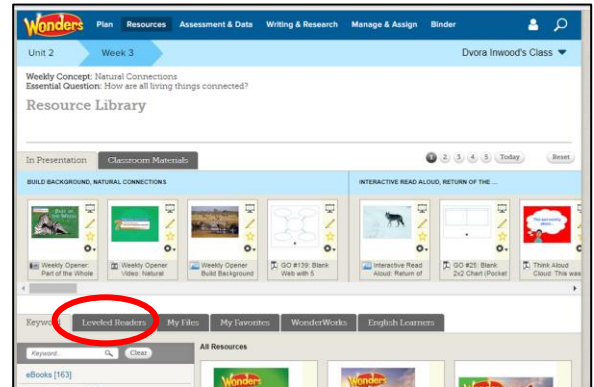 Wonders Plan Resources Assessment & Data Writing & Research Manage & Assign Binder
Unit 2 Week 3 Dvora Inwood's Class
Weekly Concept: Natural Connections
Essential Question: How are all living things connected?
Resource Library
In Presentation Classroom Materials 1 2 3 4 5 Today Reset
BUILD BACKGROUND, NATURAL CONNECTIONS INTERACTIVE READ ALOUD, RETURN OF THE ...
Weekly Opener: Weekly Opener Weekly Opener GO #139: Blank Interactive Read GO #25: Blank Think Aloud
Part of the Whole Video: Natural Build Background Web with 5 Aloud: Return of 2x2 Chart (Pocket Cloud: This was
Keyword Leveled Readers My Files My Favorites WonderWorks English Learners
Keyword... Clear All Resources
eBooks [163]
Wonders Wonders Wonders